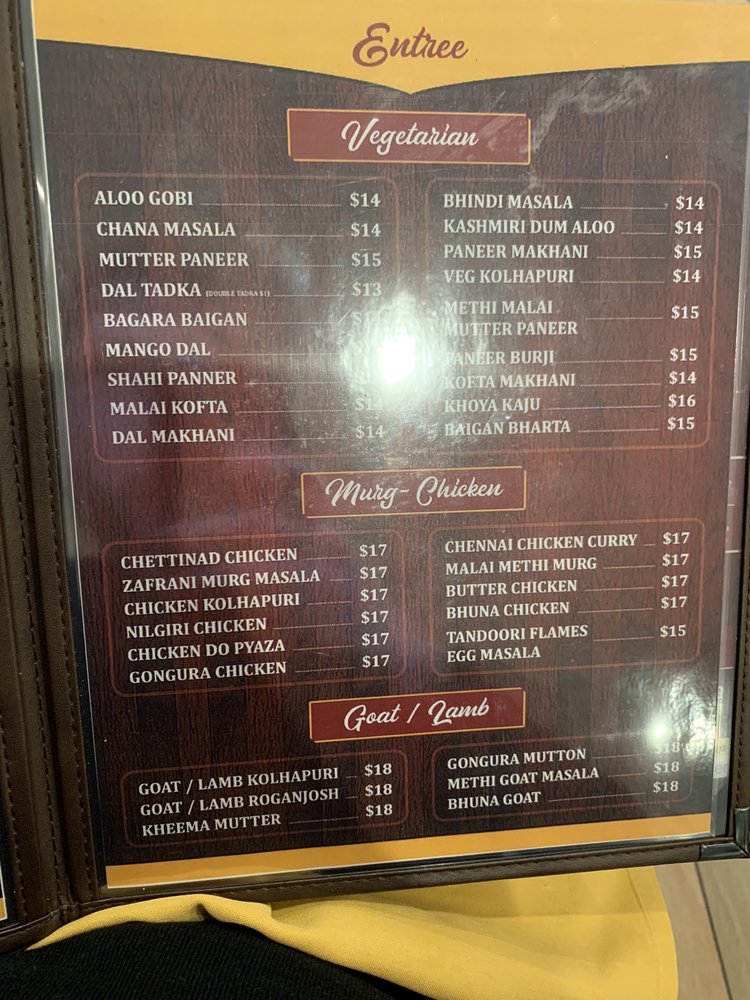 Entree
Vegetarian
ALOO GOBI $14
CHANA MASALA $14
MUTTER PANEER $15
DAL TADKA (DOUBLE TADKA $1) $13
BAGARA BAIGAN
MANGO DAL
SHAHI PANNER
MALAI KOFTA
DAL MAKHANI $14
BHINDI MASALA $14
KASHMIRI DUM ALOO $14
PANEER MAKHANI $15
VEG KOLHAPURI $14
METHI MALAI $15
MUTTER PANEER
PANEER BURJI $15
KOFTA MAKHANI $14
KHOYA KAJU $16
BAIGAN BHARTA $15
Murg- Chicken
CHETTINAD CHICKEN $17
ZAFRANI MURG MASALA $17
CHICKEN KOLHAPURI $17
NILGIRI CHICKEN $17
CHICKEN DO PYAZA $17
GONGURA CHICKEN $17
CHENNAI CHICKEN CURRY $17
MALAI METHI MURG $17
BUTTER CHICKEN $17
BHUNA CHICKEN $17
TANDOORI FLAMES $15
EGG MASALA
Goat / Lamb
GOAT / LAMB KOLHAPURI $18
GOAT / LAMB ROGANJOSH $18
KHEEMA MUTTER $18
GONGURA MUTTON $18
METHI GOAT MASALA $18
BHUNA GOAT $18